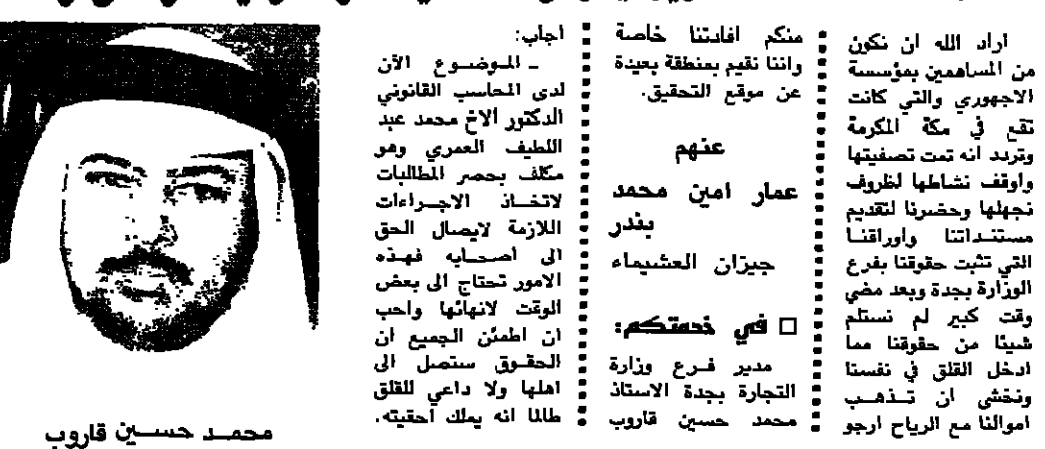 اراد الله ان نكون
من المساهمين بمؤسسة
الاجهوري والتي كانت
تقع في مكة المكرمة
وتردد انه تمت تصفيتها
واوقف نشاطها لظروف
نجهلها وحضرنا لتقديم
مستنداتنا واوراقنا
التي تثبت حقوقنا بفرع
الوزارة بجدة وبعد مضي
وقت كبير لم نستلم
شيئا من حقوقنا مما
ادخل القلق في نفسنا
ونخشى ان تذهب
اموالنا مع الرياح ارجو
منكم افادتنا خاصة
واننا نقيم بمنطقة بعيدة
عن موقع التحقيق.
عنهم
عمار امين محمد
بندر
جيزان العشيماء
□ في خدمتكم:
مدير فرع وزارة
التجارة بجدة الاستاذ
محمد حسين قاروب
اجاب:
ـ الموضوع الآن
لدى المحاسب القانوني
الدكتور الاخ محمد عبد
اللطيف العمري وهو
مكلف بحصر المطالبات
لاتخاذ الاجراءات
اللازمة لايصال الحق
الى أصحابه فهذه
الامور تحتاج الى بعض
الوقت لانهائها واحب
ان اطمئن الجميع ان
الحقوق ستصل الى
اهلها ولا داعي للقلق
طالما انه يملك احقيته.
محمد حسين قاروب